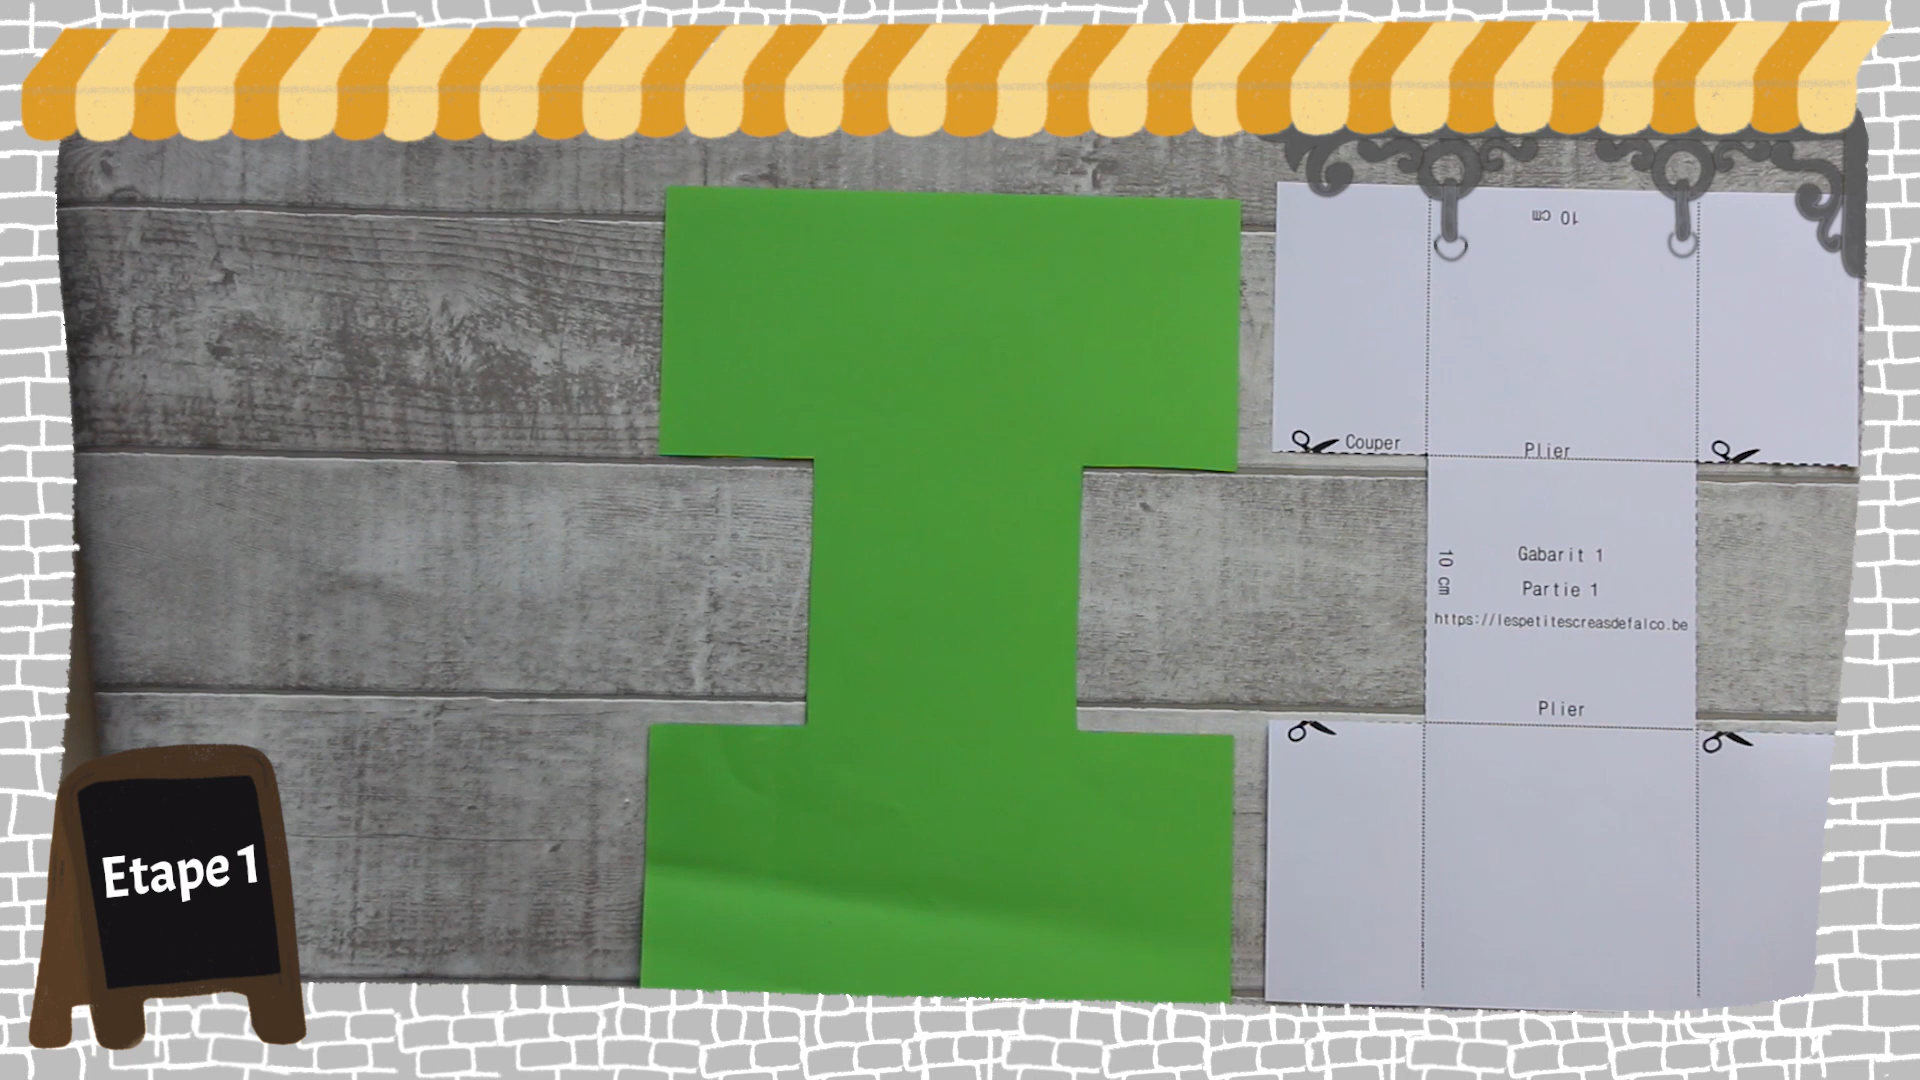 10 cm
Couper
Plier
10 cm
Gabarit 1
Partie 1
https://lespetitescreasdefalco.be
Plier
Etape 1